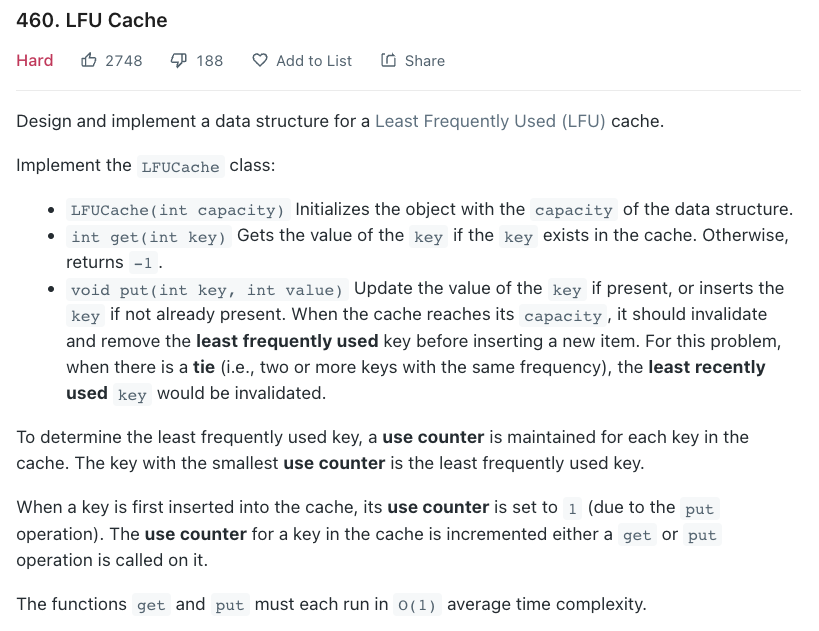 460. LFU Cache
Hard 2748 188 Add to List Share
Design and implement a data structure for a Least Frequently Used (LFU) cache.
Implement the LFUCache class:
• LFUCache(int capacity) Initializes the object with the capacity of the data structure.
• int get(int key) Gets the value of the key if the key exists in the cache. Otherwise,
returns -1.
• void put(int key, int value) Update the value of the key if present, or inserts the
key if not already present. When the cache reaches its capacity, it should invalidate
and remove the least frequently used key before inserting a new item. For this problem,
when there is a tie (i.e., two or more keys with the same frequency), the least recently
used key would be invalidated.
To determine the least frequently used key, a use counter is maintained for each key in the
cache. The key with the smallest use counter is the least frequently used key.
When a key is first inserted into the cache, its use counter is set to 1 (due to the put
operation). The use counter for a key in the cache is incremented either a get or put
operation is called on it.
The functions get and put must each run in O(1) average time complexity.